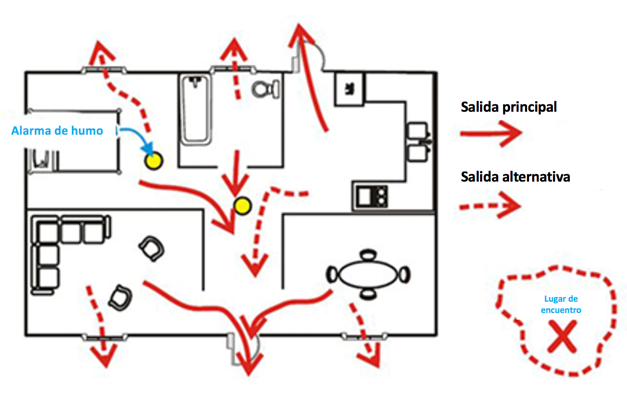 Salida principal
Alarma de humo
Salida alternativa
Lugar de
encuentro